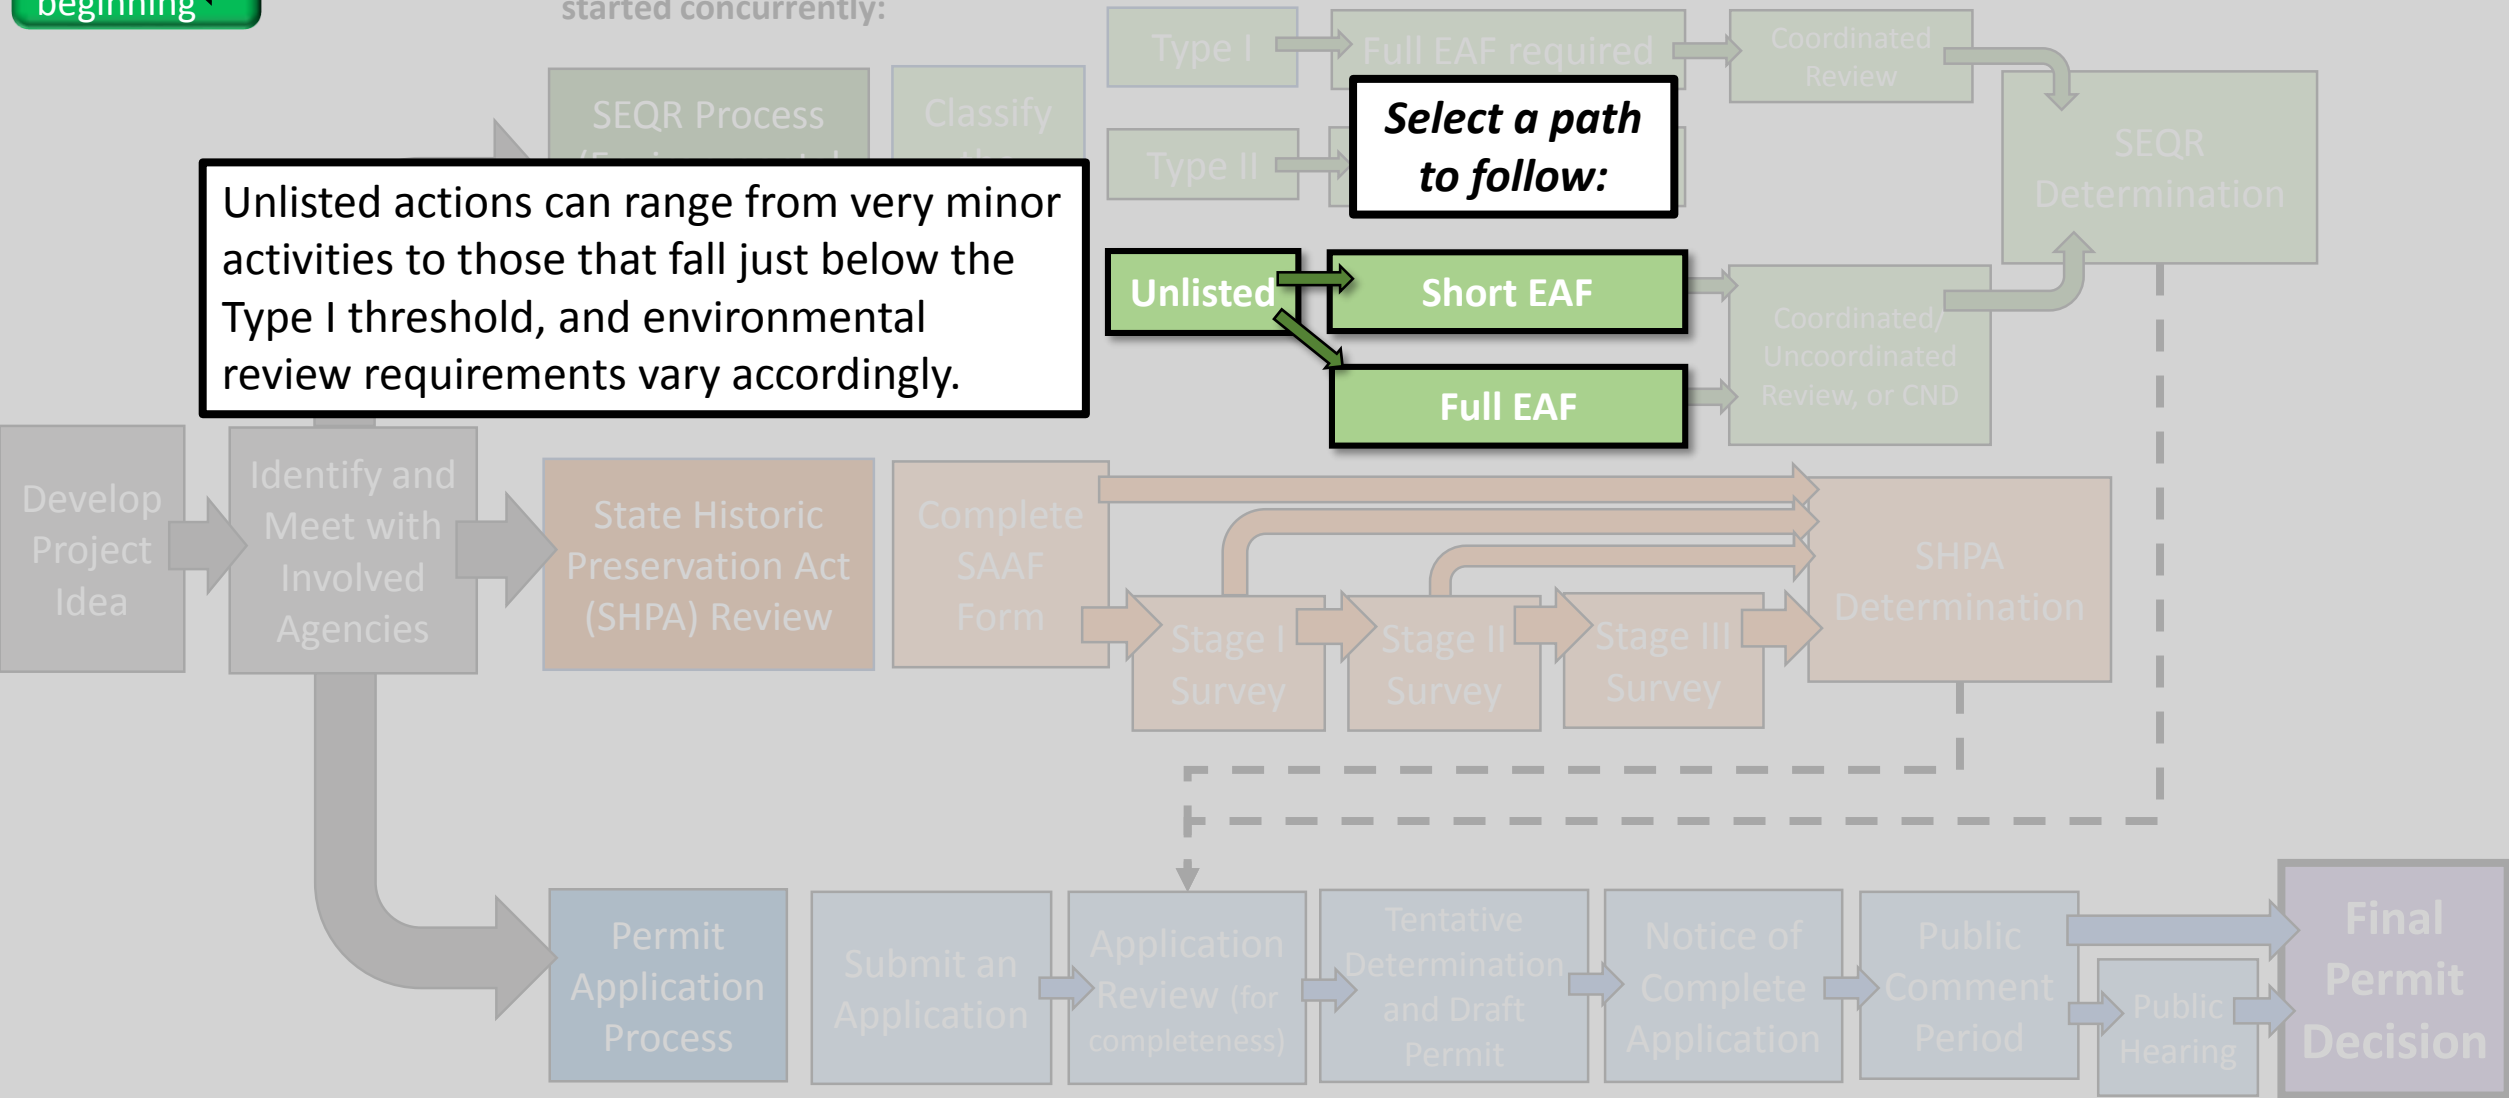 beginning
started concurrently:
Type I
Full EAF required
Coordinated
Review
SEQR Process
Classify
Select a path
to follow:
Type II
SEQR
Determination
Unlisted actions can range from very minor
activities to those that fall just below the
Type I threshold, and environmental
review requirements vary accordingly.
Unlisted
Short EAF
Full EAF
Coordinated/
Uncoordinated
Review, or CND
Develop
Project
Idea
Identify and
Meet with
Involved
Agencies
State Historic
Preservation Act
(SHPA) Review
Complete
SAAF
Form
Stage I
Survey
Stage II
Survey
Stage III
Survey
SHPA
Determination
Permit
Application
Process
Submit an
Application
Application
Review (for
completeness)
Tentative
Determination
and Draft
Permit
Notice of
Complete
Application
Public
Comment
Period
Public
Hearing
Final
Permit
Decision